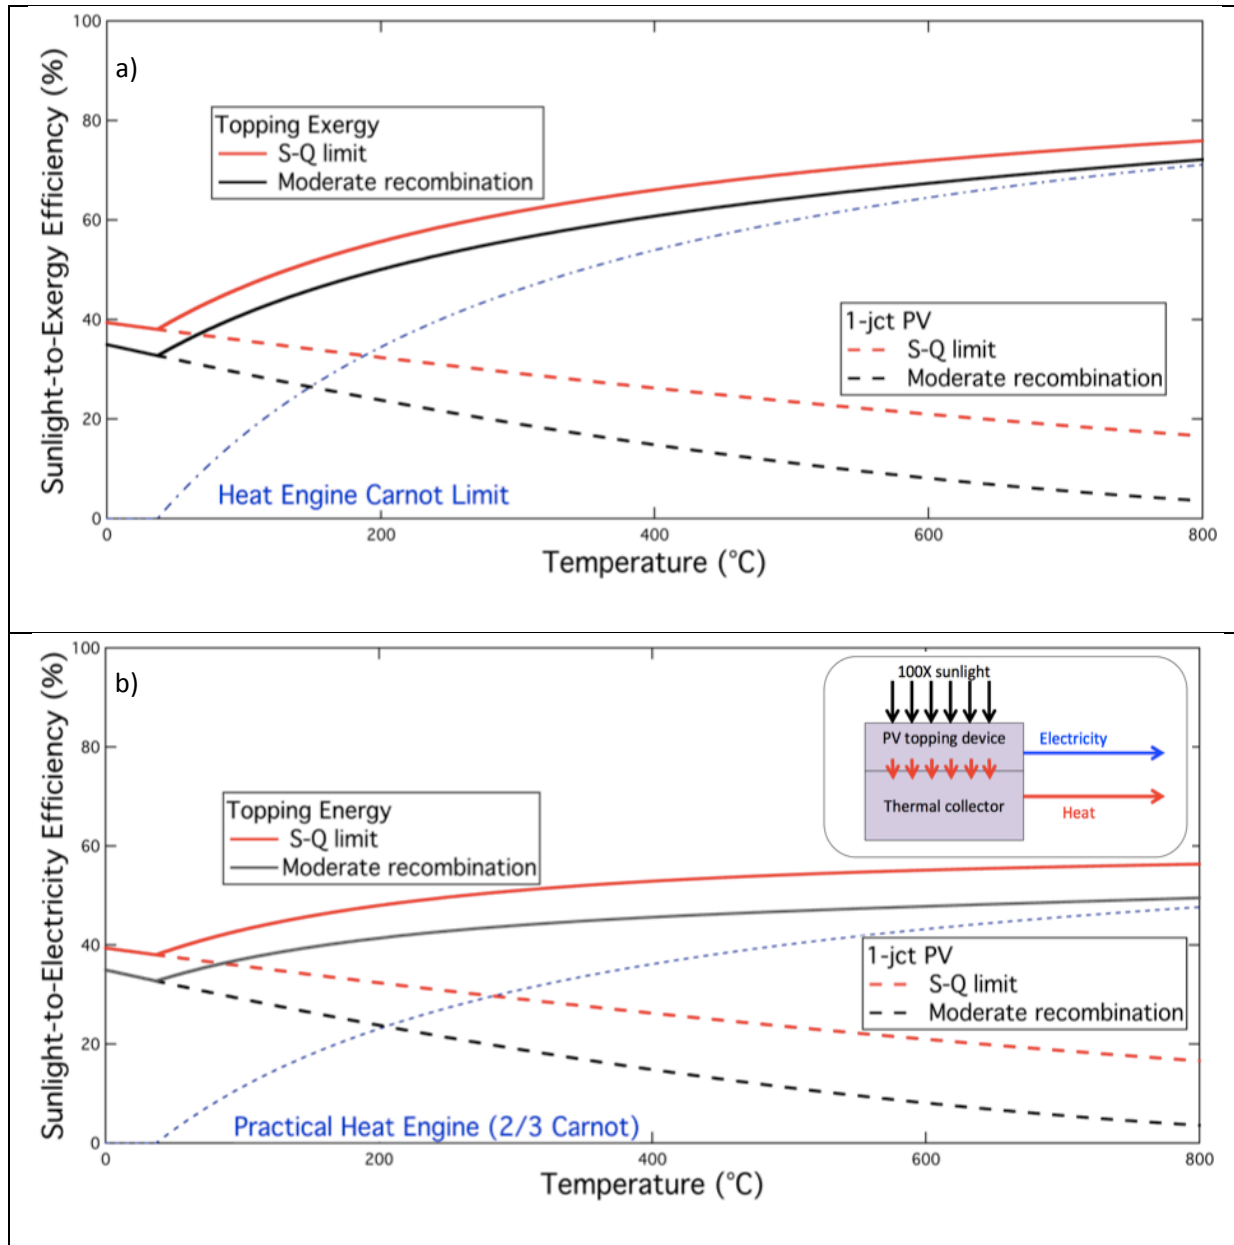 a)
Sunlight-to-Exergy Efficiency (%)
100
80
60
40
20
0
Topping Exergy
S-Q limit
Moderate recombination
1-jct PV
S-Q limit
Moderate recombination
Heat Engine Carnot Limit
0 200 400 600 800
Temperature (°C)
b)
Sunlight-to-Electricity Efficiency (%)
100
80
60
40
20
0
100X sunlight
PV topping device
Electricity
Thermal collector
Heat
Topping Energy
S-Q limit
Moderate recombination
1-jct PV
S-Q limit
Moderate recombination
Practical Heat Engine (2/3 Carnot)
0 200 400 600 800
Temperature (°C)